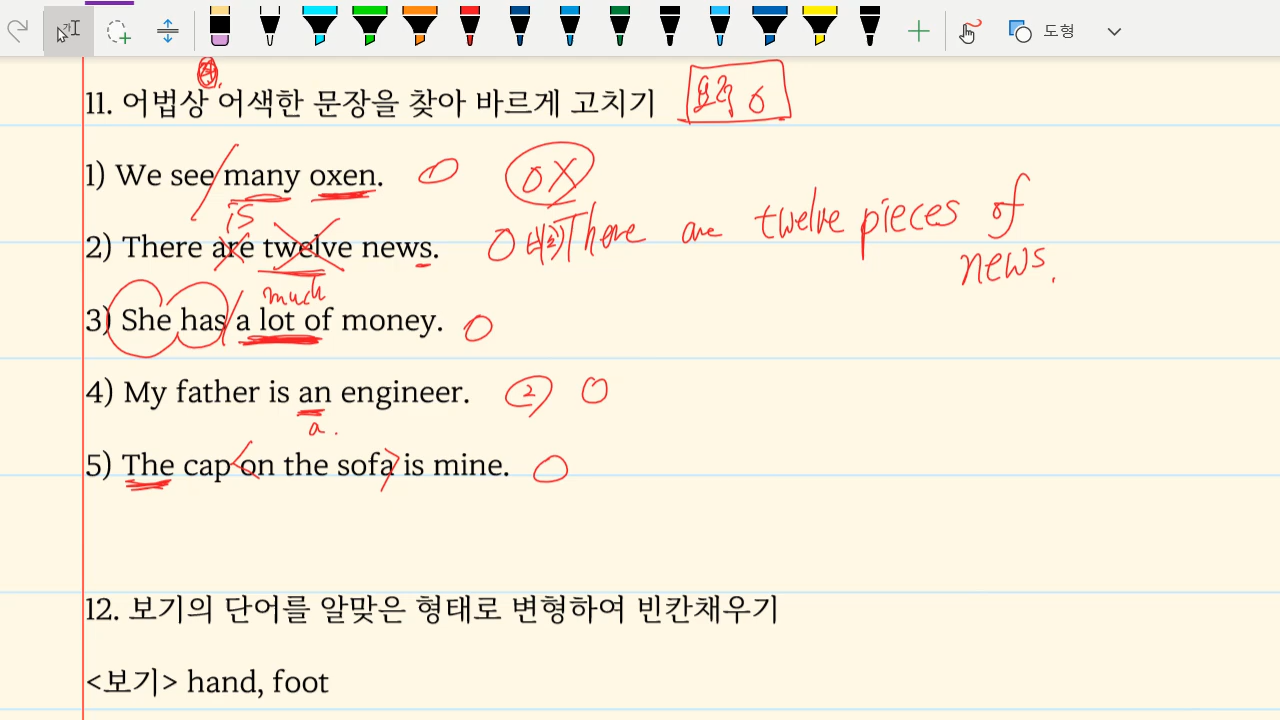 도형
11. 어법상 어색한 문장을 찾아 바르게 고치기
1) We see many oxen. O OX
is
2) There are twelve news. O There are twelve pieces of
news.
much
3) She has a lot of money. O
4) My father is an engineer. 2 O
a.
5) The cap on the sofa is mine. O
12. 보기의 단어를 알맞은 형태로 변형하여 빈칸채우기
<보기> hand, foot